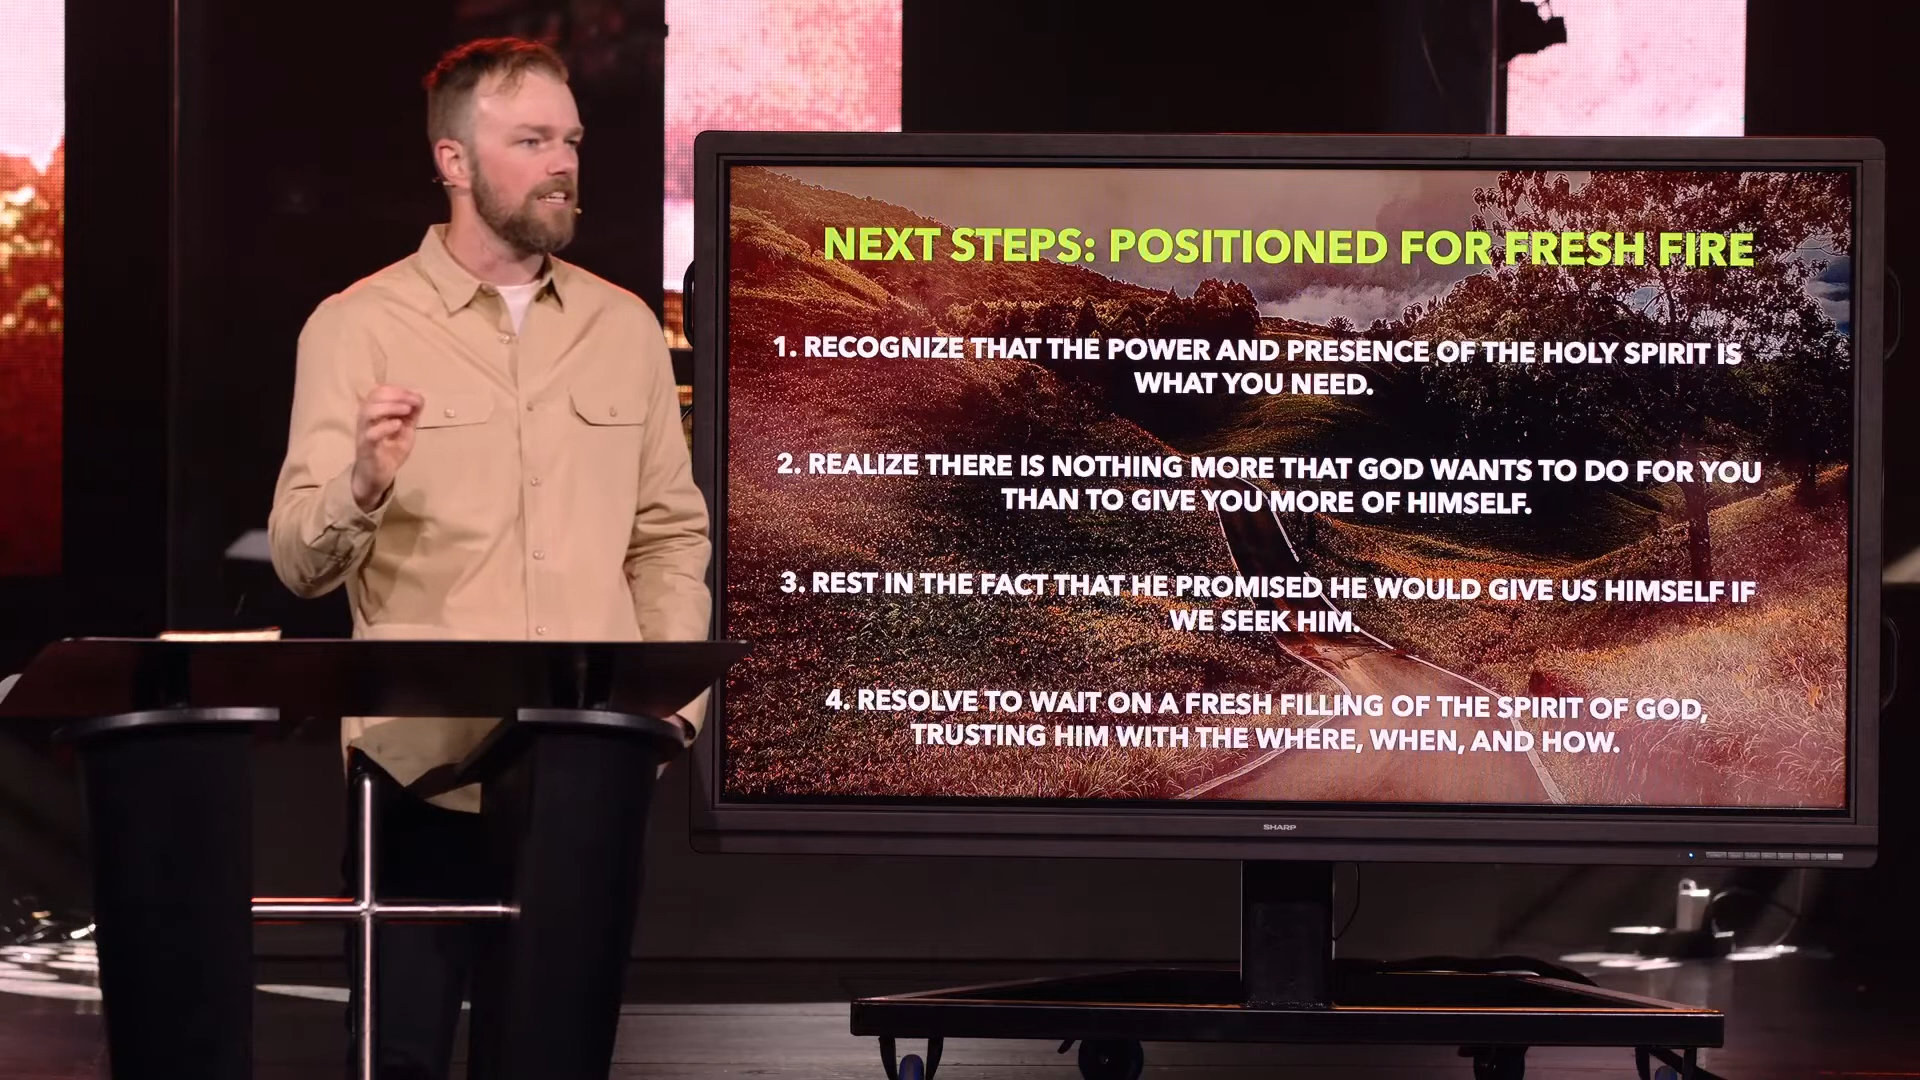 NEXT STEPS: POSITIONED FOR FRESH FIRE
1. RECOGNIZE THAT THE POWER AND PRESENCE OF THE HOLY SPIRIT IS
WHAT YOU NEED.
2. REALIZE THERE IS NOTHING MORE THAT GOD WANTS TO DO FOR YOU
THAN TO GIVE YOU MORE OF HIMSELF.
3. REST IN THE FACT THAT HE PROMISED HE WOULD GIVE US HIMSELF IF
WE SEEK HIM.
4. RESOLVE TO WAIT ON A FRESH FILLING OF THE SPIRIT OF GOD,
TRUSTING HIM WITH THE WHERE, WHEN, AND HOW.
SHARP